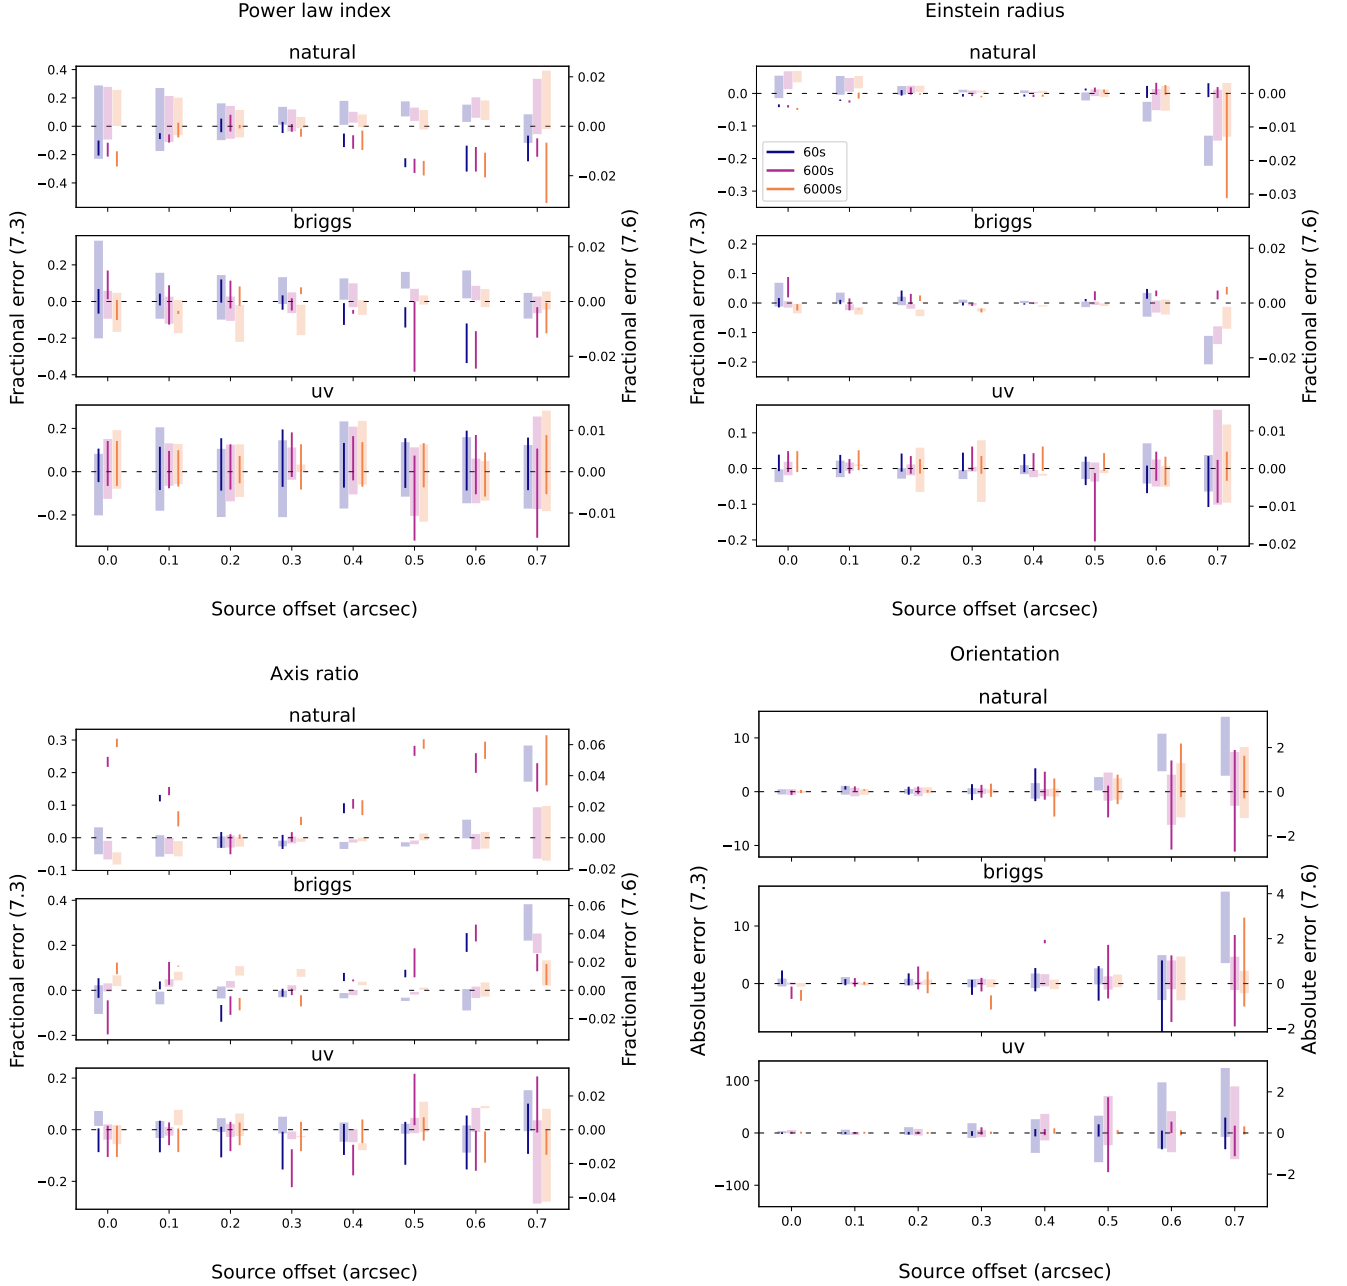 Power law index
natural
0.4
0.2
0.0
−0.2
−0.4
0.02
0.00
−0.02
briggs
0.2
0.0
−0.2
−0.4
0.02
0.00
−0.02
uv
0.2
0.0
−0.2
0.01
0.00
−0.01
0.0 0.1 0.2 0.3 0.4 0.5 0.6 0.7
Fractional error (7.3)
Fractional error (7.6)
Source offset (arcsec)
Einstein radius
natural
0.0
−0.1
−0.2
−0.3
0.00
−0.01
−0.02
−0.03
60s
600s
6000s
briggs
0.2
0.1
0.0
−0.1
−0.2
0.02
0.00
−0.02
uv
0.1
0.0
−0.1
−0.2
0.01
0.00
−0.01
−0.02
0.0 0.1 0.2 0.3 0.4 0.5 0.6 0.7
Fractional error (7.3)
Fractional error (7.6)
Source offset (arcsec)
Axis ratio
natural
0.3
0.2
0.1
0.0
−0.1
0.06
0.04
0.02
0.00
−0.02
briggs
0.4
0.2
0.0
−0.2
0.06
0.04
0.02
0.00
−0.02
uv
0.2
0.0
−0.2
0.02
0.00
−0.02
−0.04
0.0 0.1 0.2 0.3 0.4 0.5 0.6 0.7
Fractional error (7.3)
Fractional error (7.6)
Source offset (arcsec)
Orientation
natural
10
0
−10
2
0
−2
briggs
10
0
4
2
0
−2
uv
100
0
−100
2
0
−2
0.0 0.1 0.2 0.3 0.4 0.5 0.6 0.7
Absolute error (7.3)
Absolute error (7.6)
Source offset (arcsec)